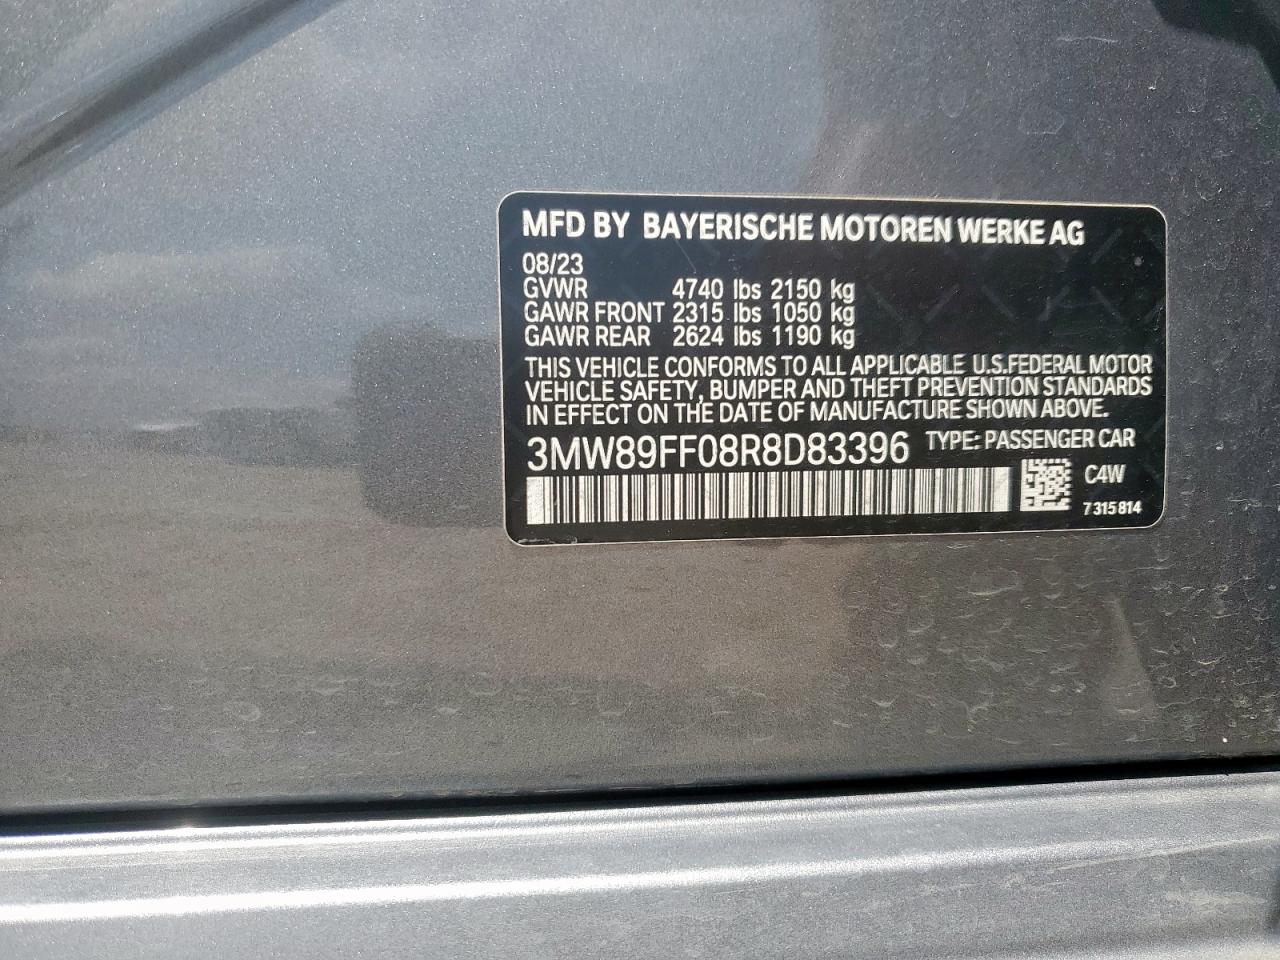 MFD BY BAYERISCHE MOTOREN WERKE AG
08/23
GVWR 4740 lbs 2150 kg
GAWR FRONT 2315 lbs 1050 kg
GAWR REAR 2624 lbs 1190 kg
THIS VEHICLE CONFORMS TO ALL APPLICABLE U.S.FEDERAL MOTOR
VEHICLE SAFETY, BUMPER AND THEFT PREVENTION STANDARDS
IN EFFECT ON THE DATE OF MANUFACTURE SHOWN ABOVE.
3MW89FF08R8D83396 TYPE: PASSENGER CAR
C4W
7315814